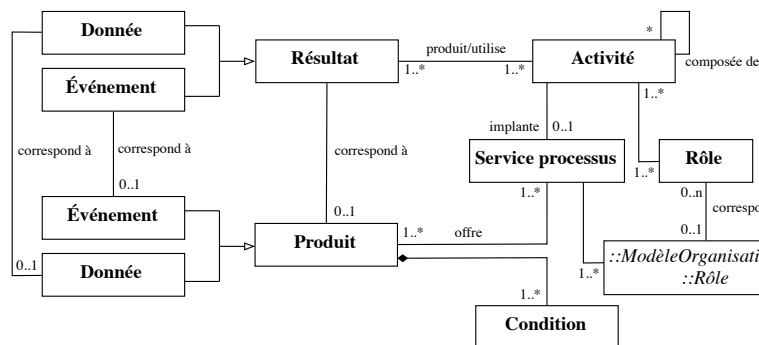 Donnée
Résultat
produit/utilise
1..*
1..*
Activité
*
composée de
Événement
1..*
implante
0..1
correspond à
correspond à
correspond à
Service processus
Rôle
1..*
0..1
1..*
0..n
Événement
0..1
0..1
Produit
1..*
offre
1..*
::Rôle
0..1
Donnée
1..*
Condition